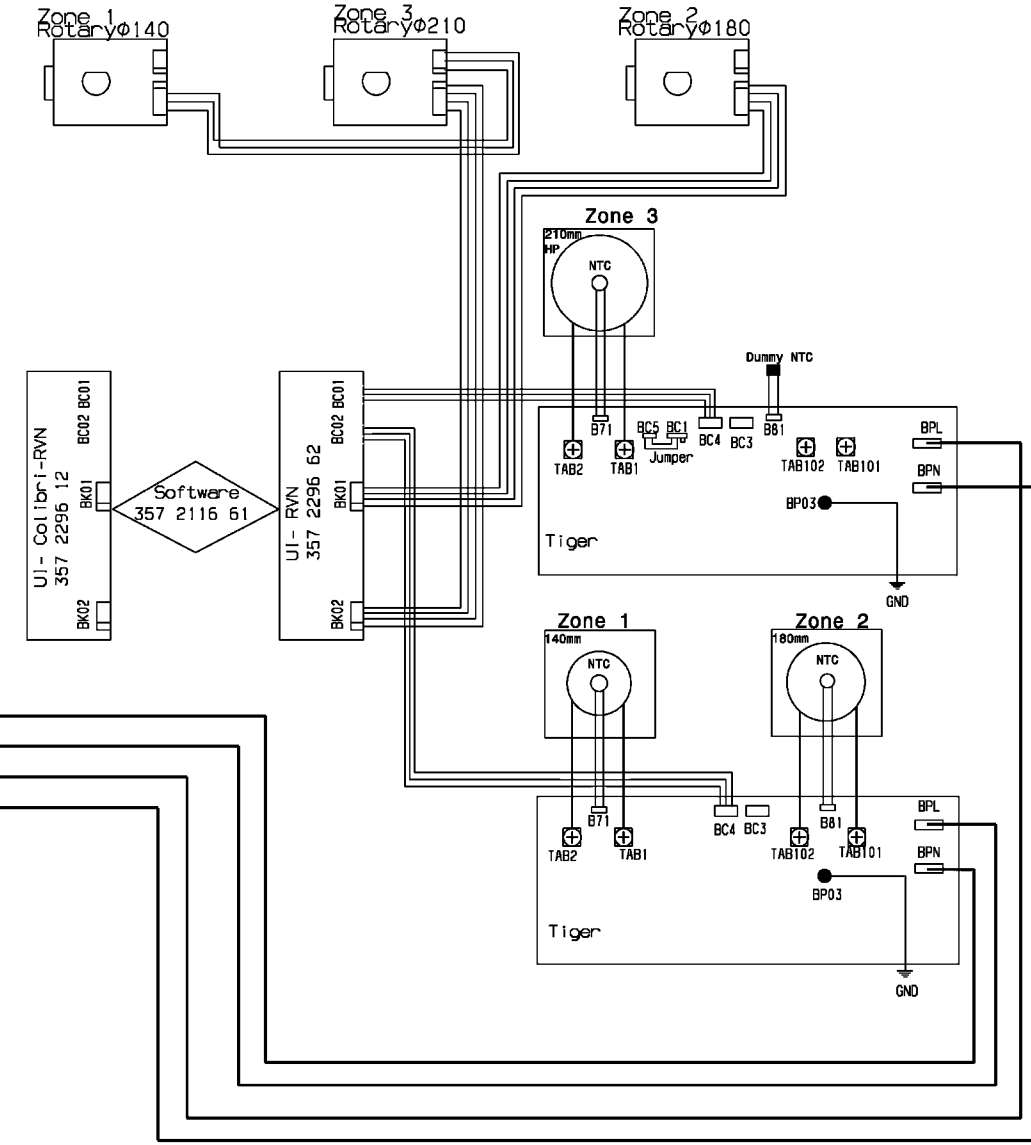 Zone 1
Rotaryφ140
Zone 3
Rotaryφ210
Zone 2
Rotaryφ180
Zone 3
210mm
HP
NTC
Dummy NTC
B71
BC5
BC1
Jumper
BC4
BC3
B81
TAB2
TAB1
TAB102
TAB101
BPL
BPN
BP03
Tiger
GND
UI- Colibri-RVN
357 2296 12
BC02
BC01
BK01
BK02
Software
357 2116 61
UI- RVN
357 2296 62
BC02
BC01
BK01
BK02
Zone 1
140mm
NTC
Zone 2
180mm
NTC
B71
BC4
BC3
B81
TAB2
TAB1
TAB102
TAB101
BPL
BPN
BP03
Tiger
GND